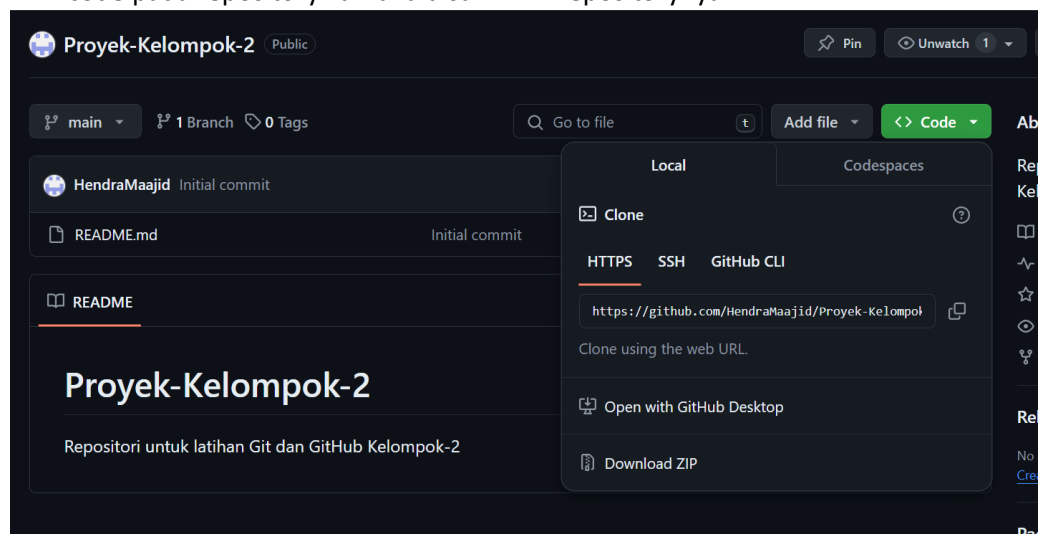 Proyek-Kelompok-2 Public
Pin
Unwatch 1
main
1 Branch
0 Tags
Go to file
t
Add file
<> Code
HendraMaajid Initial commit
README.md Initial commit
README
Proyek-Kelompok-2
Repositori untuk latihan Git dan GitHub Kelompok-2
Local Codespaces
Clone
HTTPS SSH GitHub CLI
https://github.com/HendraMaajid/Proyek-Kelompok
Clone using the web URL.
Open with GitHub Desktop
Download ZIP
Ab
Rep
Kel
Rel
No
Crea